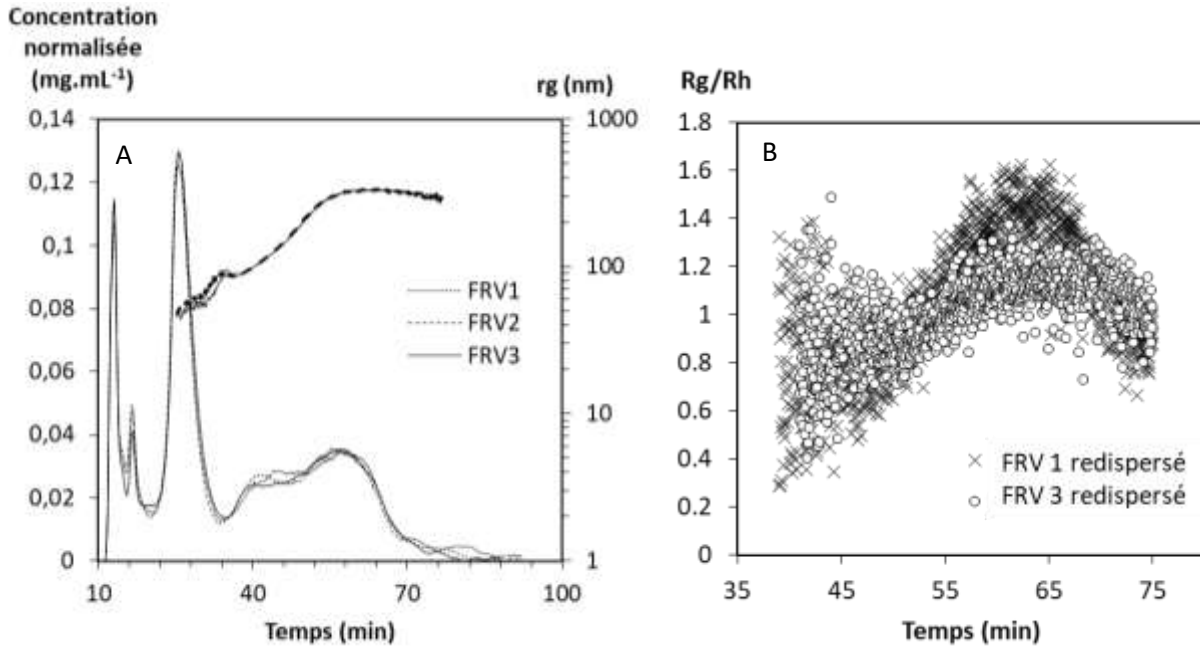 Concentration
normalisée
(mg.mL⁻¹)
rg (nm)
0,14
0,12
0,1
0,08
0,06
0,04
0,02
0
1000
100
10
1
A
FRV1
FRV2
FRV3
10
40
70
100
Temps (min)
Rg/Rh
1.8
1.6
1.4
1.2
1
0.8
0.6
0.4
0.2
0
B
FRV 1 redispersé
FRV 3 redispersé
35
45
55
65
75
Temps (min)